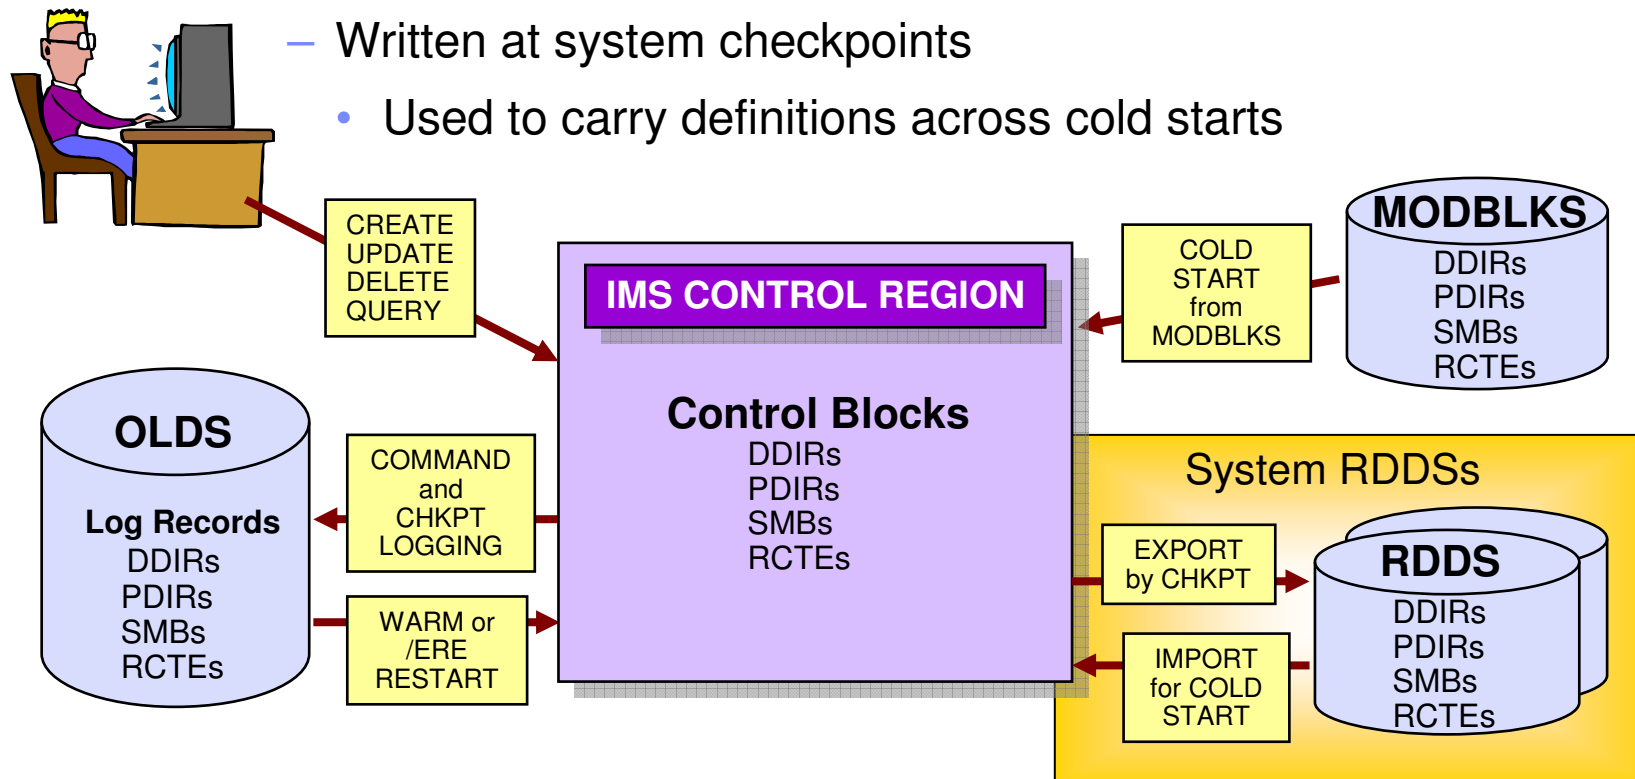 – Written at system checkpoints
• Used to carry definitions across cold starts
CREATE
UPDATE
DELETE
QUERY
IMS CONTROL REGION
Control Blocks
DDIRs
PDIRs
SMBs
RCTEs
COLD
START
from
MODBLKS
MODBLKS
DDIRs
PDIRs
SMBs
RCTEs
OLDS
Log Records
DDIRs
PDIRs
SMBs
RCTEs
COMMAND
and
CHKPT
LOGGING
WARM or
/ERE
RESTART
System RDDSs
EXPORT
by CHKPT
IMPORT
for COLD
START
RDDS
DDIRs
PDIRs
SMBs
RCTEs